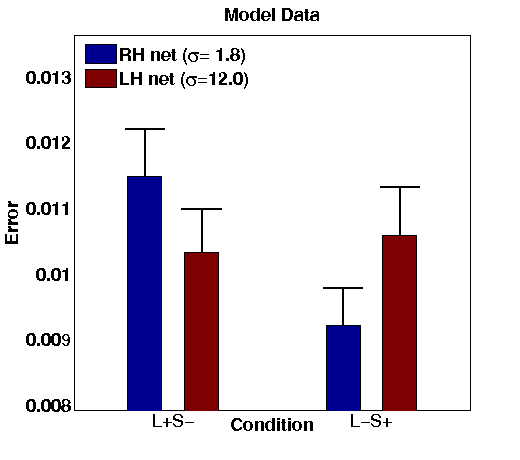 Model Data
RH net (σ= 1.8)
LH net (σ=12.0)
0.013
0.012
0.011
0.01
0.009
0.008
Error
L+S−
L−S+
Condition